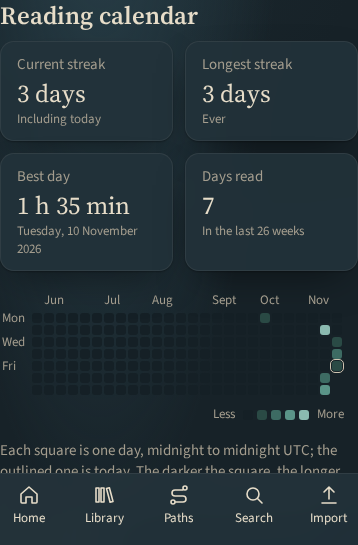 Reading calendar
Current streak
3 days
Including today
Longest streak
3 days
Ever
Best day
1 h 35 min
Tuesday, 10 November
2026
Days read
7
In the last 26 weeks
Jun Jul Aug Sept Oct Nov
Mon
Wed
Fri
Less More
Each square is one day, midnight to midnight UTC; the
outlined one is today. The darker the square, the longer
Home Library Paths Search Import